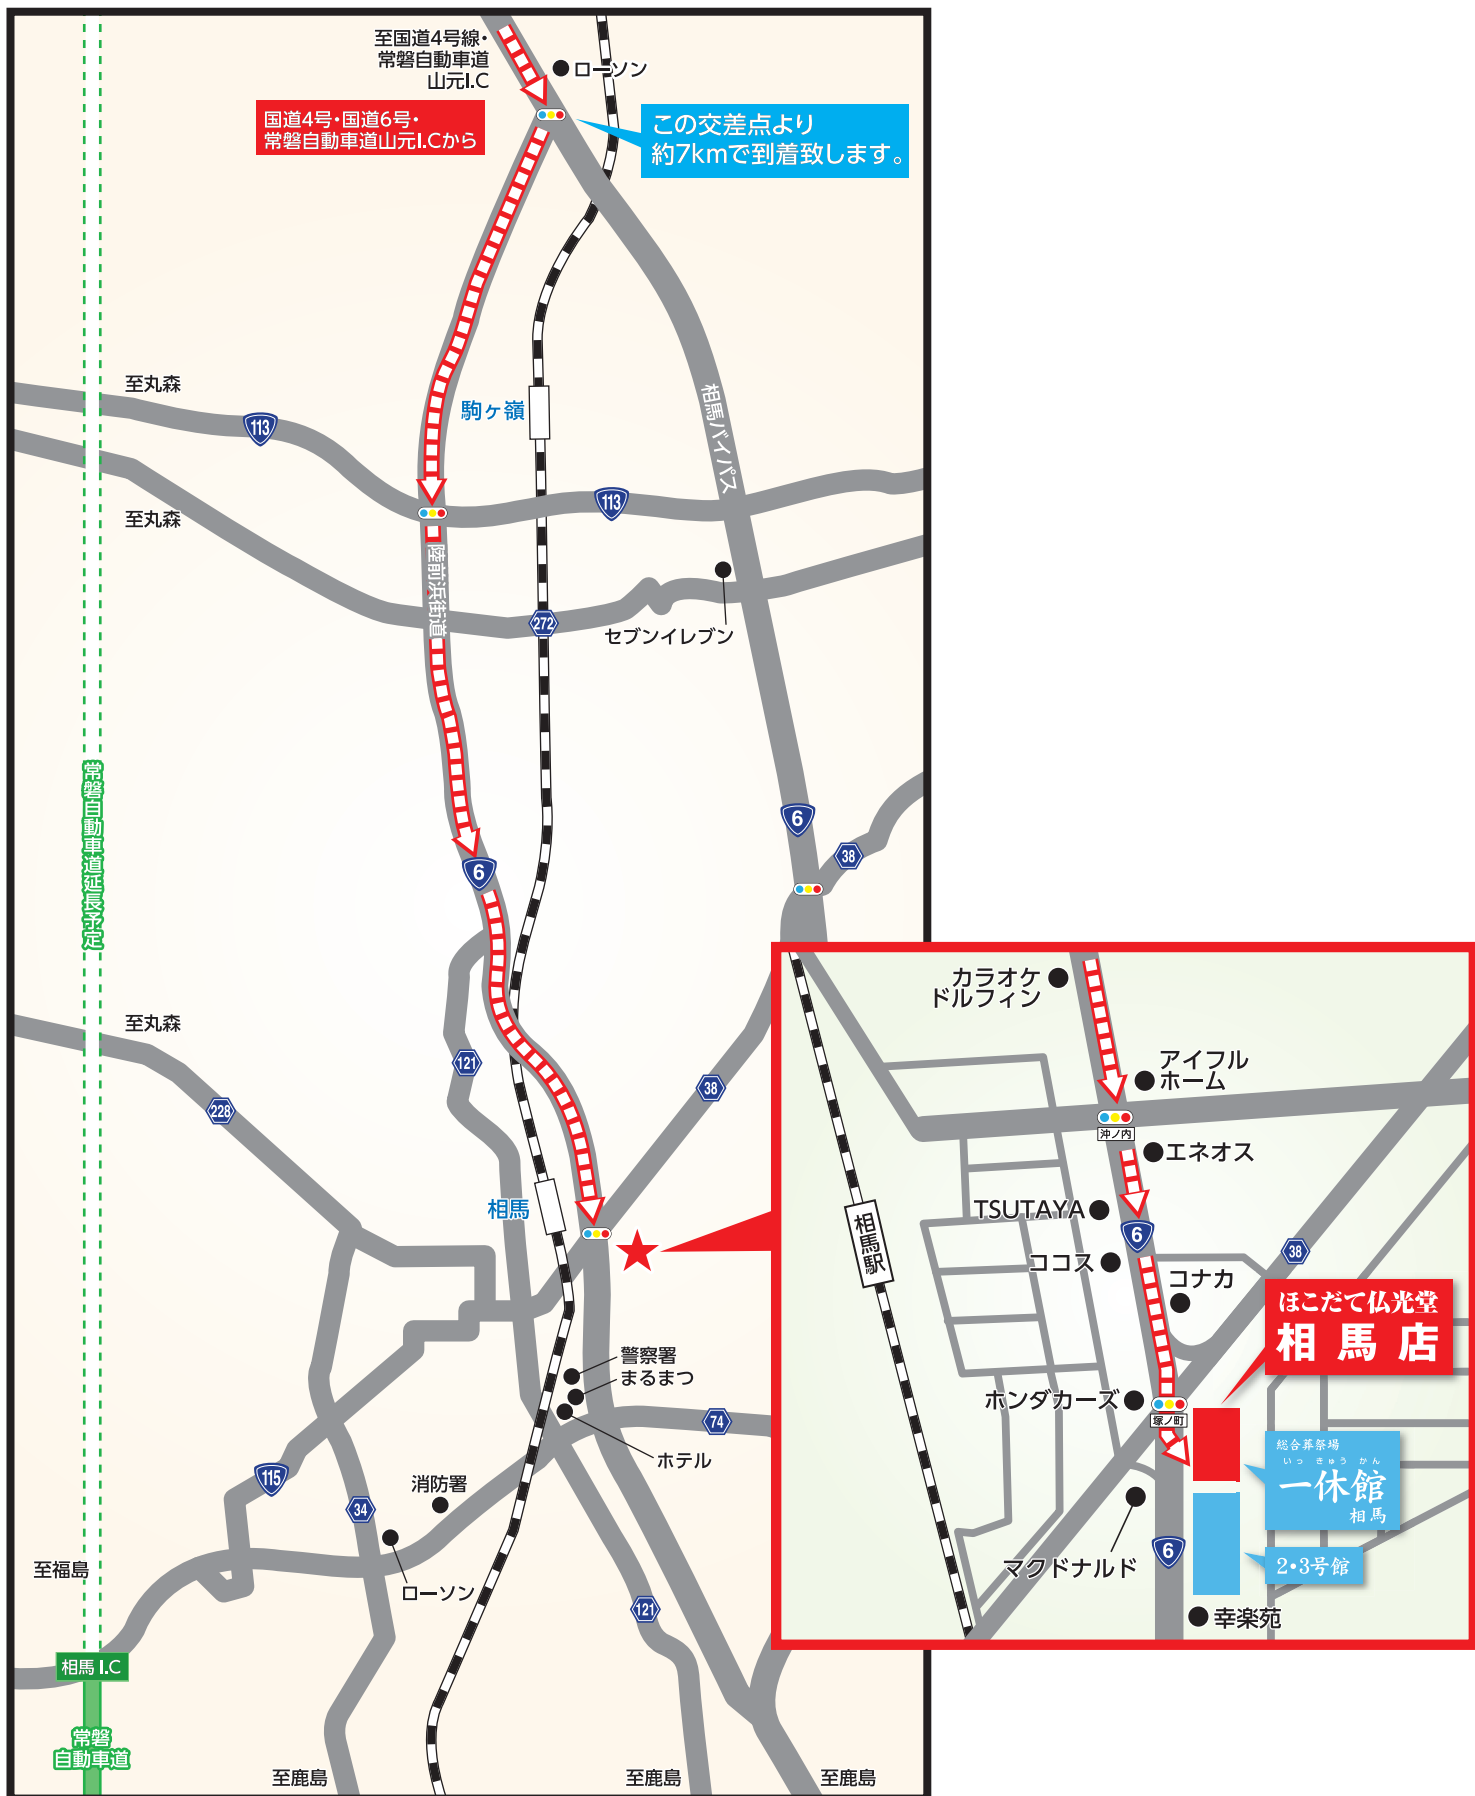 至国道4号線・
常磐自動車道
山元I.C
ローソン
国道4号・国道6号・
常磐自動車道山元I.Cから
この交差点より
約7kmで到着致します。
至丸森
113
駒ヶ嶺
相馬バイパス
113
至丸森
陸前浜街道
272
セブンイレブン
常磐自動車道延長予定
6
38
6
至丸森
121
38
228
相馬
警察署
まるまつ
74
ホテル
115
消防署
34
ローソン
至福島
121
相馬I.C
常磐
自動車道
至鹿島
至鹿島
至鹿島
カラオケ
ドルフィン
アイフル
ホーム
沖ノ内
エネオス
TSUTAYA
6
相馬駅
38
ココス
コナカ
ほこだて仏光堂
相馬店
ホンダカーズ
塚ノ町
総合葬祭場
いっきゅうかん
一休館
相馬
マクドナルド
6
2・3号館
幸楽苑